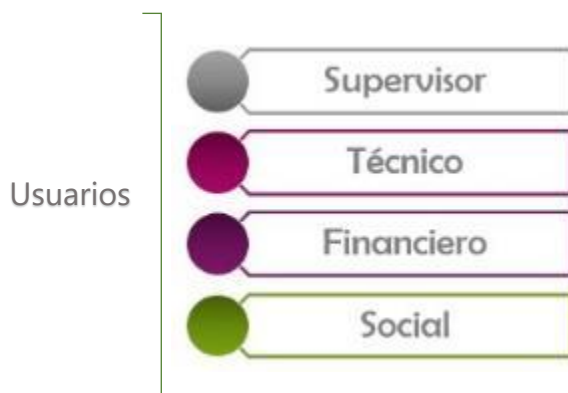 Usuarios
Supervisor
Técnico
Financiero
Social